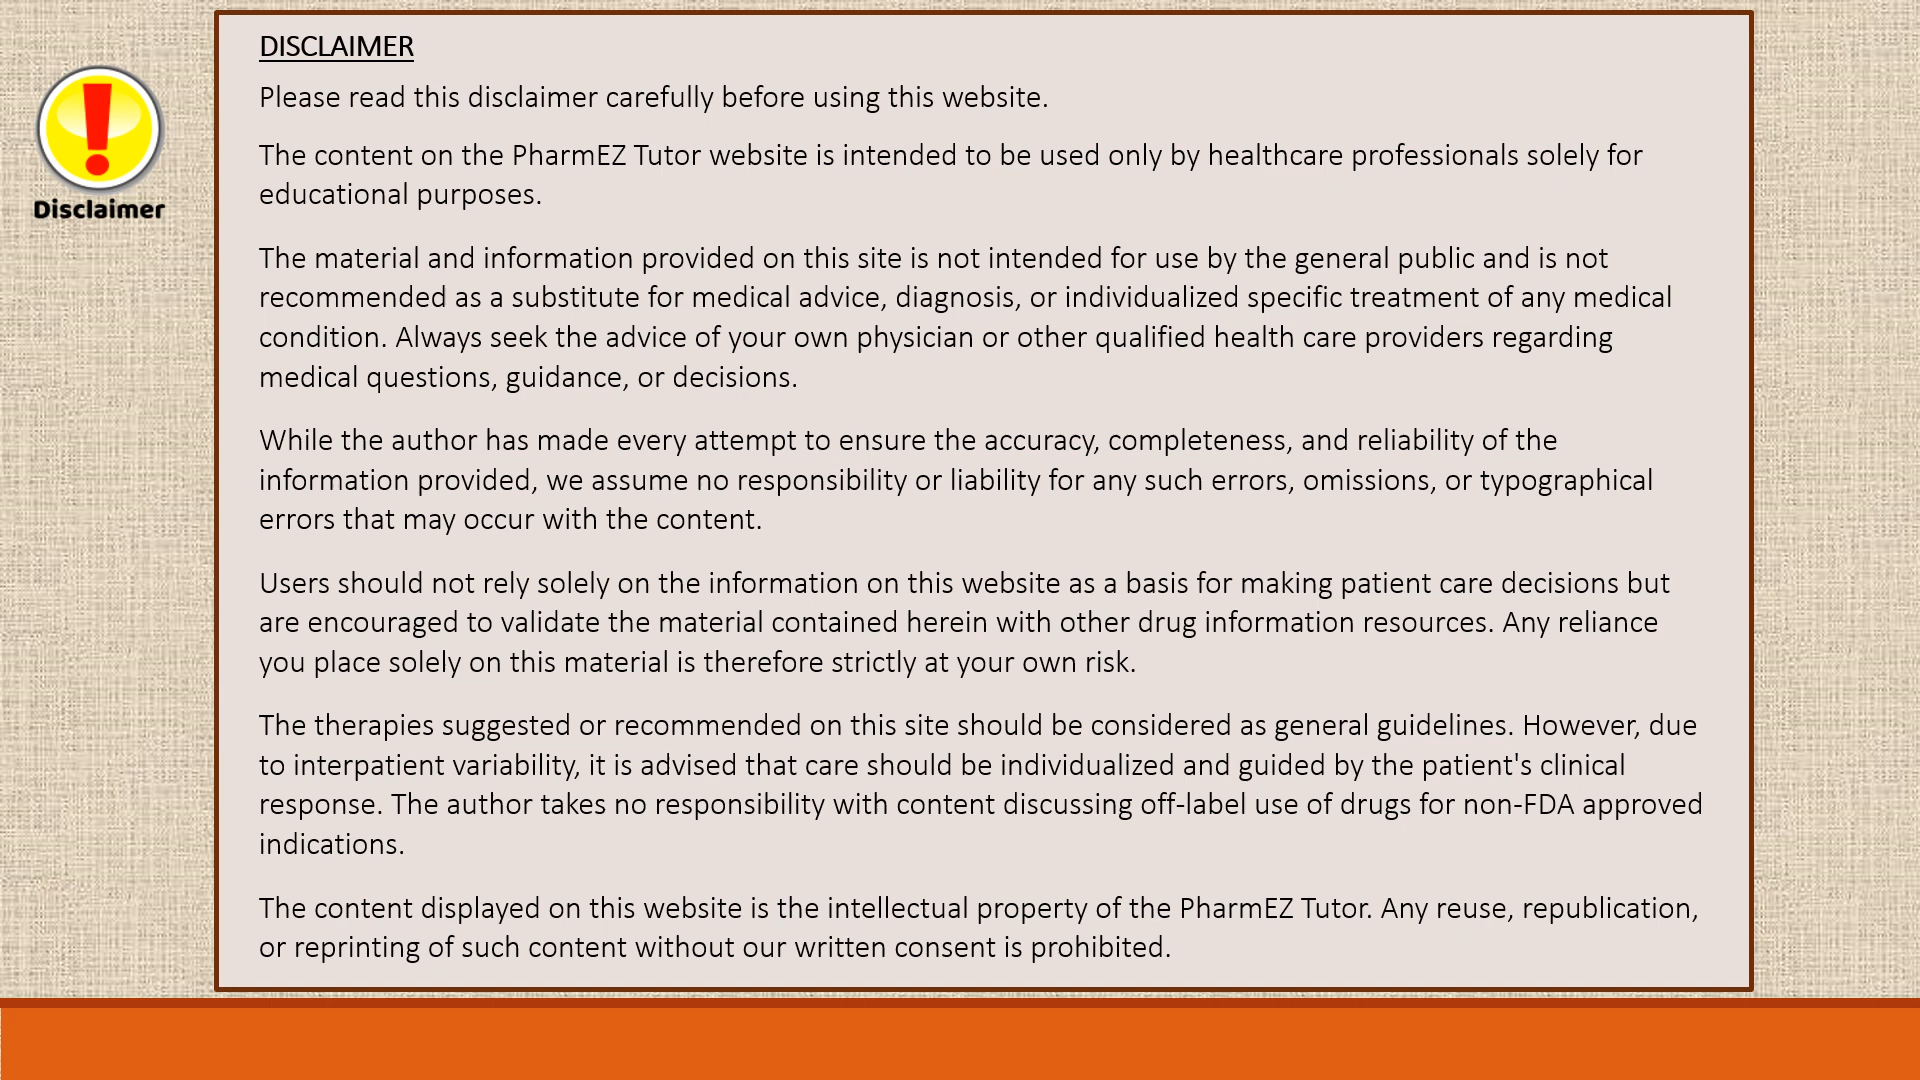 DISCLAIMER
Please read this disclaimer carefully before using this website.
The content on the PharmEZ Tutor website is intended to be used only by healthcare professionals solely for
educational purposes.
The material and information provided on this site is not intended for use by the general public and is not
recommended as a substitute for medical advice, diagnosis, or individualized specific treatment of any medical
condition. Always seek the advice of your own physician or other qualified health care providers regarding
medical questions, guidance, or decisions.
While the author has made every attempt to ensure the accuracy, completeness, and reliability of the
information provided, we assume no responsibility or liability for any such errors, omissions, or typographical
errors that may occur with the content.
Users should not rely solely on the information on this website as a basis for making patient care decisions but
are encouraged to validate the material contained herein with other drug information resources. Any reliance
you place solely on this material is therefore strictly at your own risk.
The therapies suggested or recommended on this site should be considered as general guidelines. However, due
to interpatient variability, it is advised that care should be individualized and guided by the patient's clinical
response. The author takes no responsibility with content discussing off-label use of drugs for non-FDA approved
indications.
The content displayed on this website is the intellectual property of the PharmEZ Tutor. Any reuse, republication,
or reprinting of such content without our written consent is prohibited.
!
Disclaimer